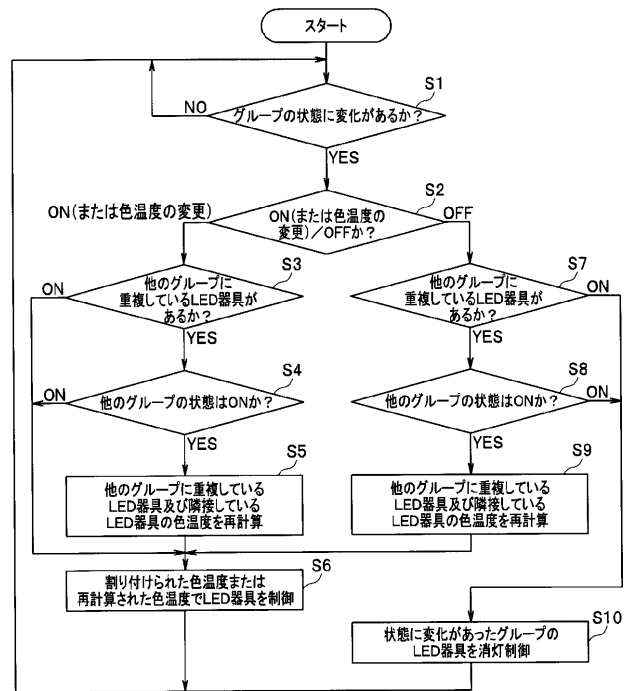 スタート
S1
グループの状態に変化があるか?
NO
YES
S2
ON(または色温度の変更)
ON(または色温度の
変更)/OFFか?
OFF
S3
他のグループに
重複しているLED器具が
あるか?
ON
YES
S7
他のグループに
重複しているLED器具が
あるか?
ON
YES
S4
他のグループの状態はONか?
ON
YES
S8
他のグループの状態はONか?
ON
YES
S5
他のグループに重複している
LED器具及び隣接している
LED器具の色温度を再計算
S9
他のグループに重複している
LED器具及び隣接している
LED器具の色温度を再計算
S6
割り付けられた色温度または
再計算された色温度でLED器具を制御
S10
状態に変化があったグループの
LED器具を消灯制御